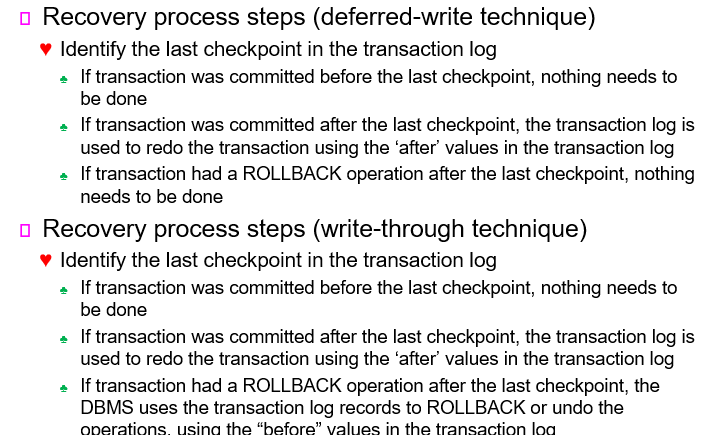 Recovery process steps (deferred-write technique)
Identify the last checkpoint in the transaction log
If transaction was committed before the last checkpoint, nothing needs to
be done
If transaction was committed after the last checkpoint, the transaction log is
used to redo the transaction using the ‘after’ values in the transaction log
If transaction had a ROLLBACK operation after the last checkpoint, nothing
needs to be done
Recovery process steps (write-through technique)
Identify the last checkpoint in the transaction log
If transaction was committed before the last checkpoint, nothing needs to
be done
If transaction was committed after the last checkpoint, the transaction log is
used to redo the transaction using the ‘after’ values in the transaction log
If transaction had a ROLLBACK operation after the last checkpoint, the
DBMS uses the transaction log records to ROLLBACK or undo the
operations, using the “before” values in the transaction log